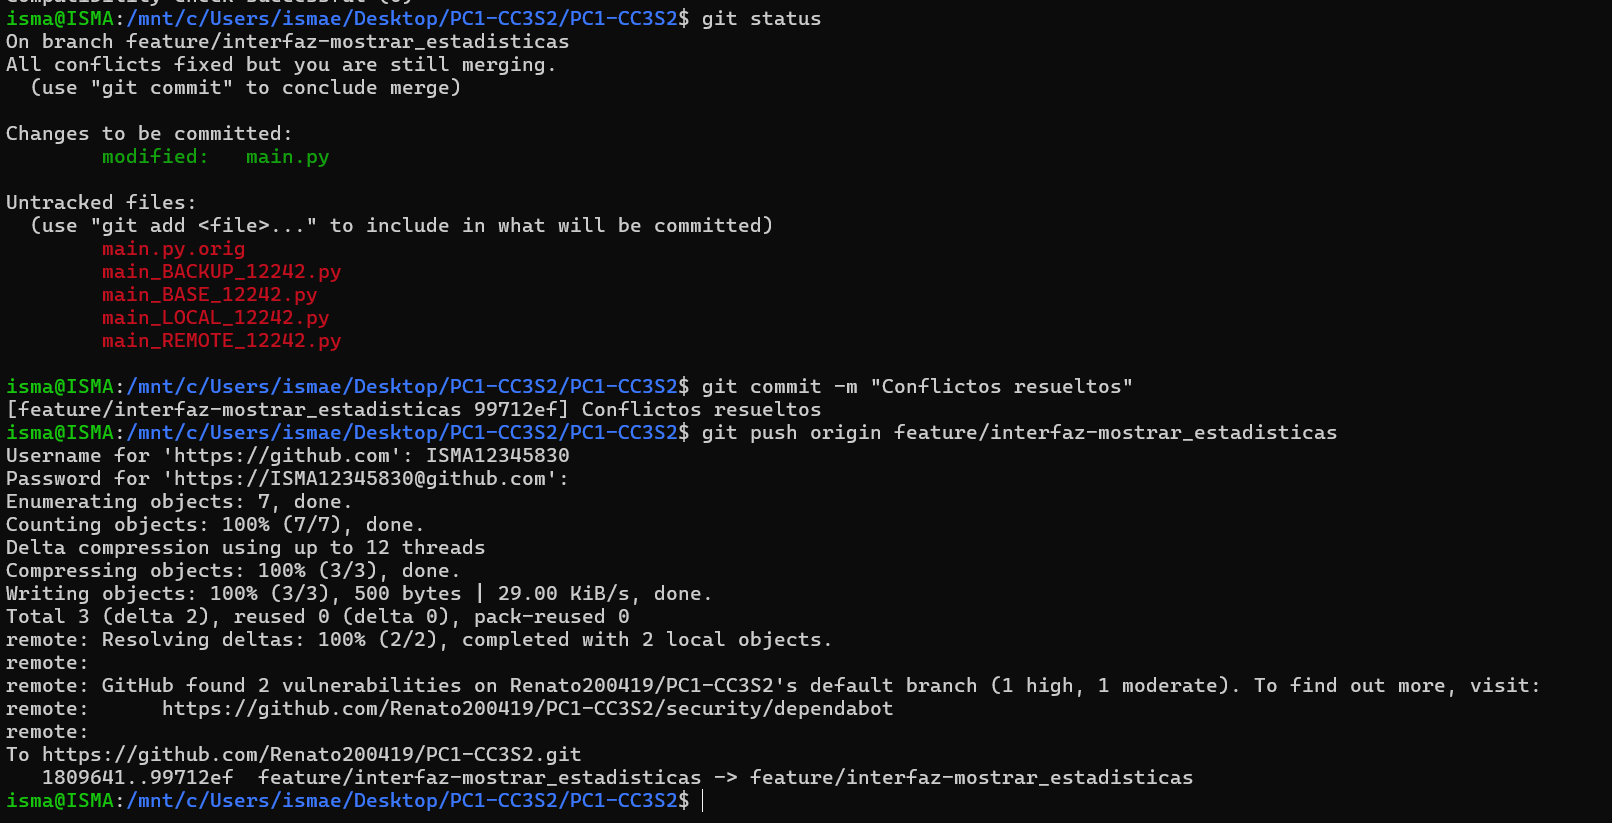 Compatibility check successful (0)
isma@ISMA:/mnt/c/Users/ismae/Desktop/PC1-CC3S2/PC1-CC3S2$ git status
On branch feature/interfaz-mostrar_estadisticas
All conflicts fixed but you are still merging.
  (use "git commit" to conclude merge)

Changes to be committed:
        modified:   main.py

Untracked files:
  (use "git add <file>..." to include in what will be committed)
        main.py.orig
        main_BACKUP_12242.py
        main_BASE_12242.py
        main_LOCAL_12242.py
        main_REMOTE_12242.py

isma@ISMA:/mnt/c/Users/ismae/Desktop/PC1-CC3S2/PC1-CC3S2$ git commit -m "Conflictos resueltos"
[feature/interfaz-mostrar_estadisticas 99712ef] Conflictos resueltos
isma@ISMA:/mnt/c/Users/ismae/Desktop/PC1-CC3S2/PC1-CC3S2$ git push origin feature/interfaz-mostrar_estadisticas
Username for 'https://github.com': ISMA12345830
Password for 'https://ISMA12345830@github.com':
Enumerating objects: 7, done.
Counting objects: 100% (7/7), done.
Delta compression using up to 12 threads
Compressing objects: 100% (3/3), done.
Writing objects: 100% (3/3), 500 bytes | 29.00 KiB/s, done.
Total 3 (delta 2), reused 0 (delta 0), pack-reused 0
remote: Resolving deltas: 100% (2/2), completed with 2 local objects.
remote:
remote: GitHub found 2 vulnerabilities on Renato200419/PC1-CC3S2's default branch (1 high, 1 moderate). To find out more, visit:
remote:      https://github.com/Renato200419/PC1-CC3S2/security/dependabot
remote:
To https://github.com/Renato200419/PC1-CC3S2.git
   1809641..99712ef  feature/interfaz-mostrar_estadisticas -> feature/interfaz-mostrar_estadisticas
isma@ISMA:/mnt/c/Users/ismae/Desktop/PC1-CC3S2/PC1-CC3S2$